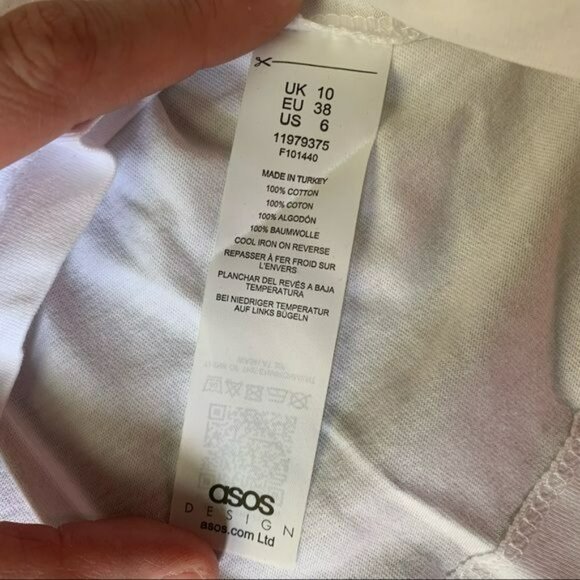 UK 10
EU 38
US 6
11979375
F101440
MADE IN TURKEY
100% COTTON
100% COTON
100% ALGODÓN
100% BAUMWOLLE
COOL IRON ON REVERSE
REPASSER À FER FROID SUR
L'ENVERS
PLANCHAR DEL REVÉS A BAJA
TEMPERATURA
BEI NIEDRIGER TEMPERATUR
AUF LINKS BÜGELN
asos
DESIGN
asos.com Ltd